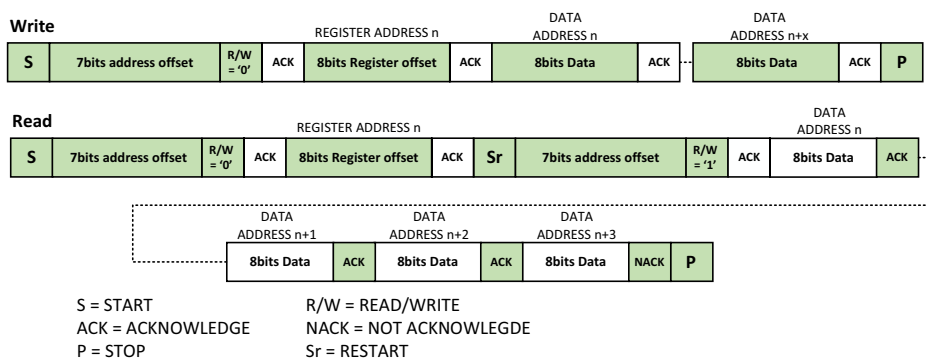 Write
REGISTER ADDRESS n
DATA
ADDRESS n
DATA
ADDRESS n+x
S 7bits address offset R/W = ‘0’ ACK 8bits Register offset ACK 8bits Data ACK 8bits Data ACK P
Read
REGISTER ADDRESS n
DATA
ADDRESS n
S 7bits address offset R/W = ‘0’ ACK 8bits Register offset ACK Sr 7bits address offset R/W = ‘1’ ACK 8bits Data ACK
DATA
ADDRESS n+1
DATA
ADDRESS n+2
DATA
ADDRESS n+3
8bits Data ACK 8bits Data ACK 8bits Data NACK P
S = START R/W = READ/WRITE
ACK = ACKNOWLEDGE NACK = NOT ACKNOWLEGDE
P = STOP Sr = RESTART